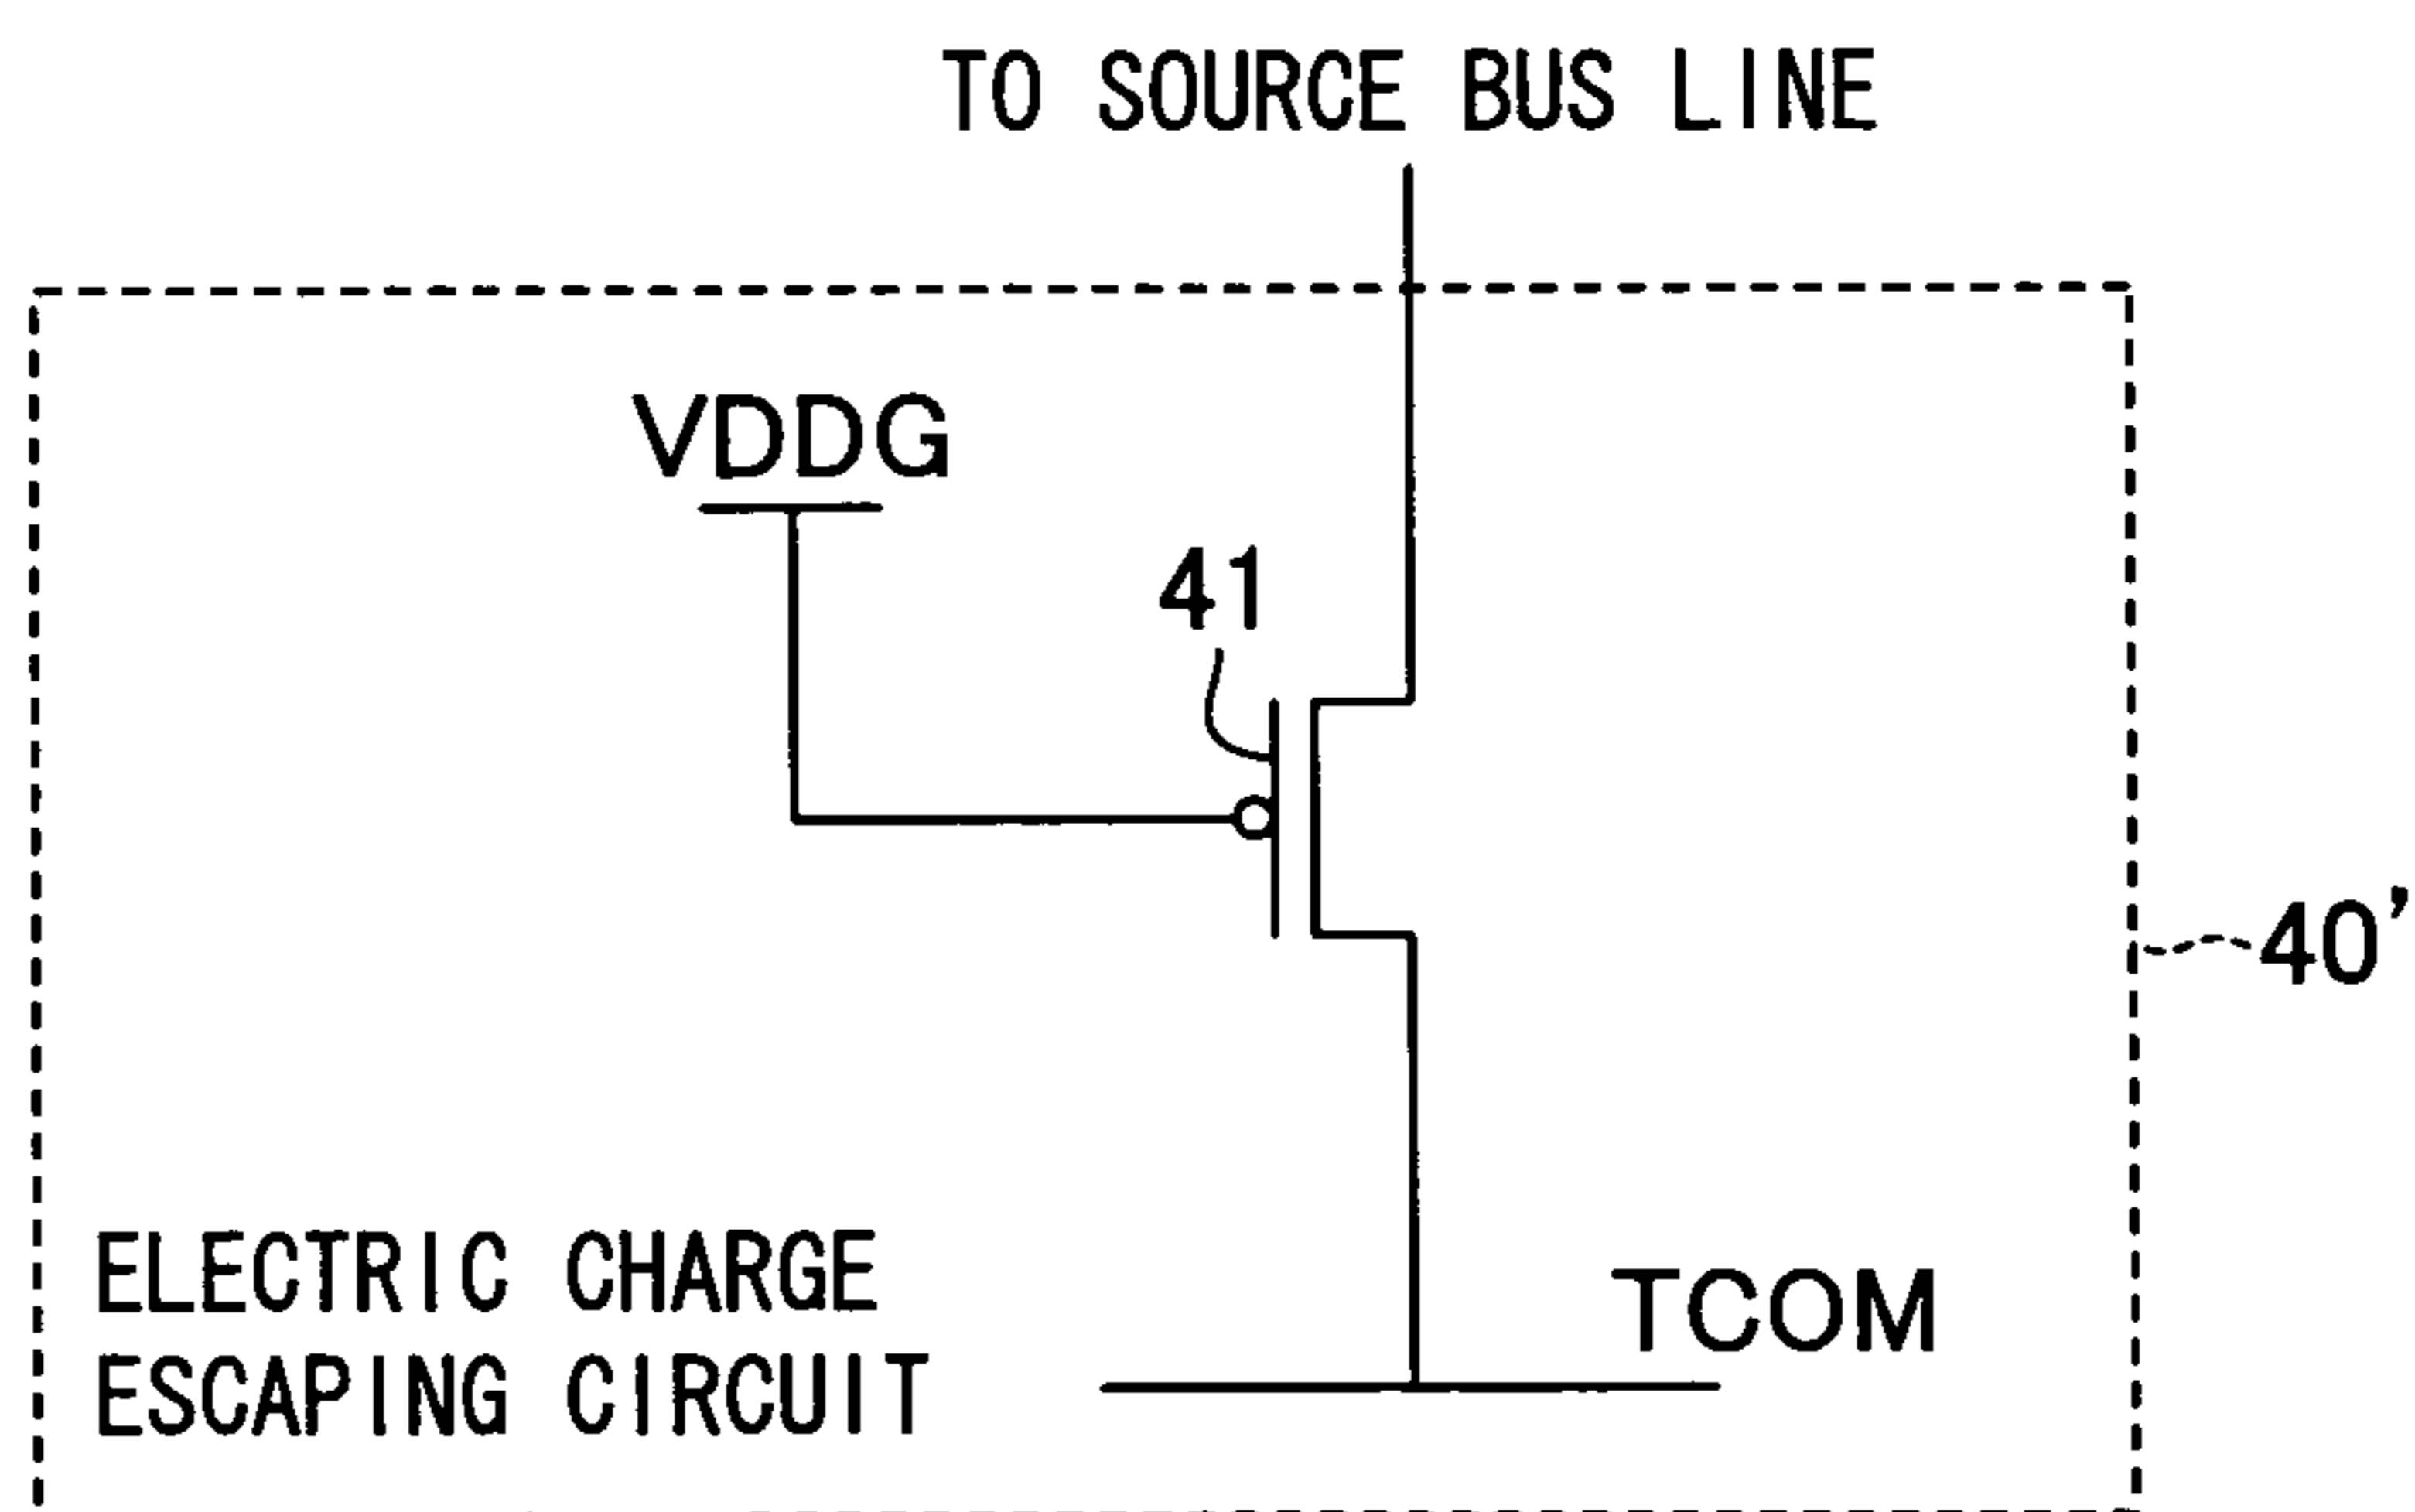 TO SOURCE BUS LINE
VDDG
41
40'
ELECTRIC CHARGE
ESCAPING CIRCUIT
TCOM